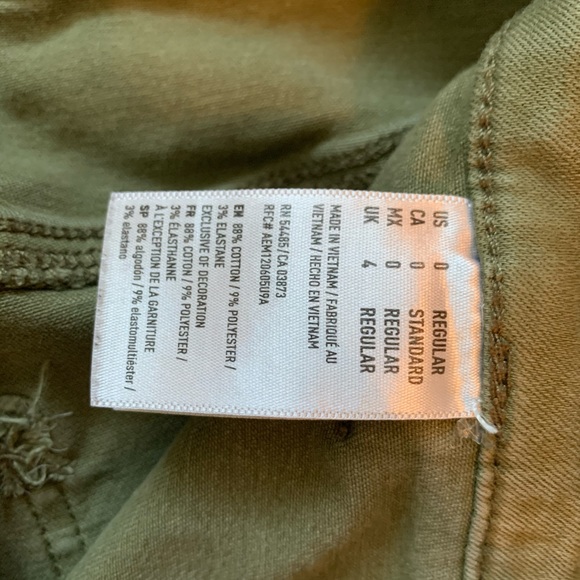 US 0 REGULAR
CA 0 STANDARD
MX 0 REGULAR
UK 4 REGULAR
MADE IN VIETNAM / FABRIQUÉ AU
VIETNAM / HECHO EN VIETNAM
RN 54485/CA 03873
RFC# AEM1206050​9A
EN 88% COTTON / 9% POLYESTER /
3% ELASTANE
EXCLUSIVE OF DECORATION
FR 88% COTON / 9% POLYESTER /
3% ÉLASTHANNE
À L'EXCEPTION DE LA GARNITURE
SP 88% algodón / 9% elastomultiéster /
3% elastano